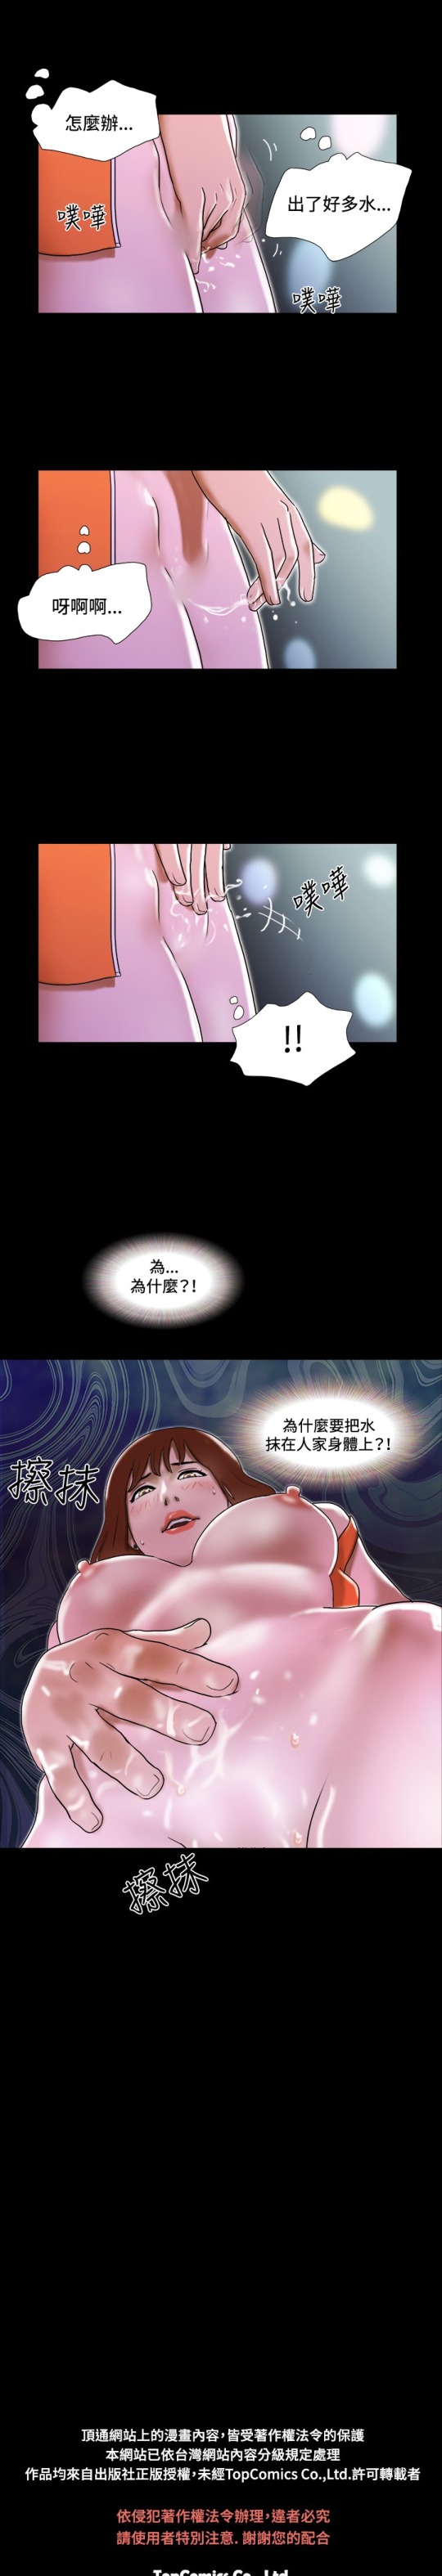 怎麼辦...
出了好多水...
噗嘩
噗嘩
呀啊啊...
噗嘩
!!
為...
為什麼?!
為什麼要把水
抹在人家身體上?!
擦抹
擦抹
頂通網站上的漫畫內容,皆受著作權法令的保護
本網站已依台灣網站內容分級規定處理
作品均來自出版社正版授權,未經TopComics Co.,Ltd.許可轉載者
依侵犯著作權法令辦理,違者必究
請使用者特別注意. 謝謝您的配合
TopComics Co., Ltd.